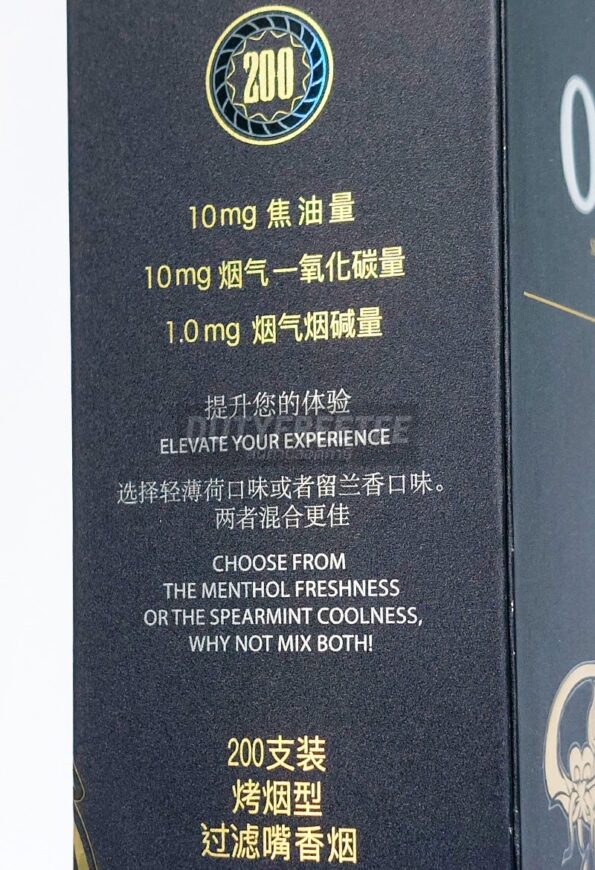 200
10mg 焦油量
10mg 烟气一氧化碳量
1.0mg 烟气烟碱量
提升您的体验
DUTYFREETEE
ELEVATE YOUR EXPERIENCE
选择轻薄荷口味或者留兰香口味。
两者混合更佳
CHOOSE FROM
THE MENTHOL FRESHNESS
OR THE SPEARMINT COOLNESS,
WHY NOT MIX BOTH!
200支装
烤烟型
过滤嘴香烟